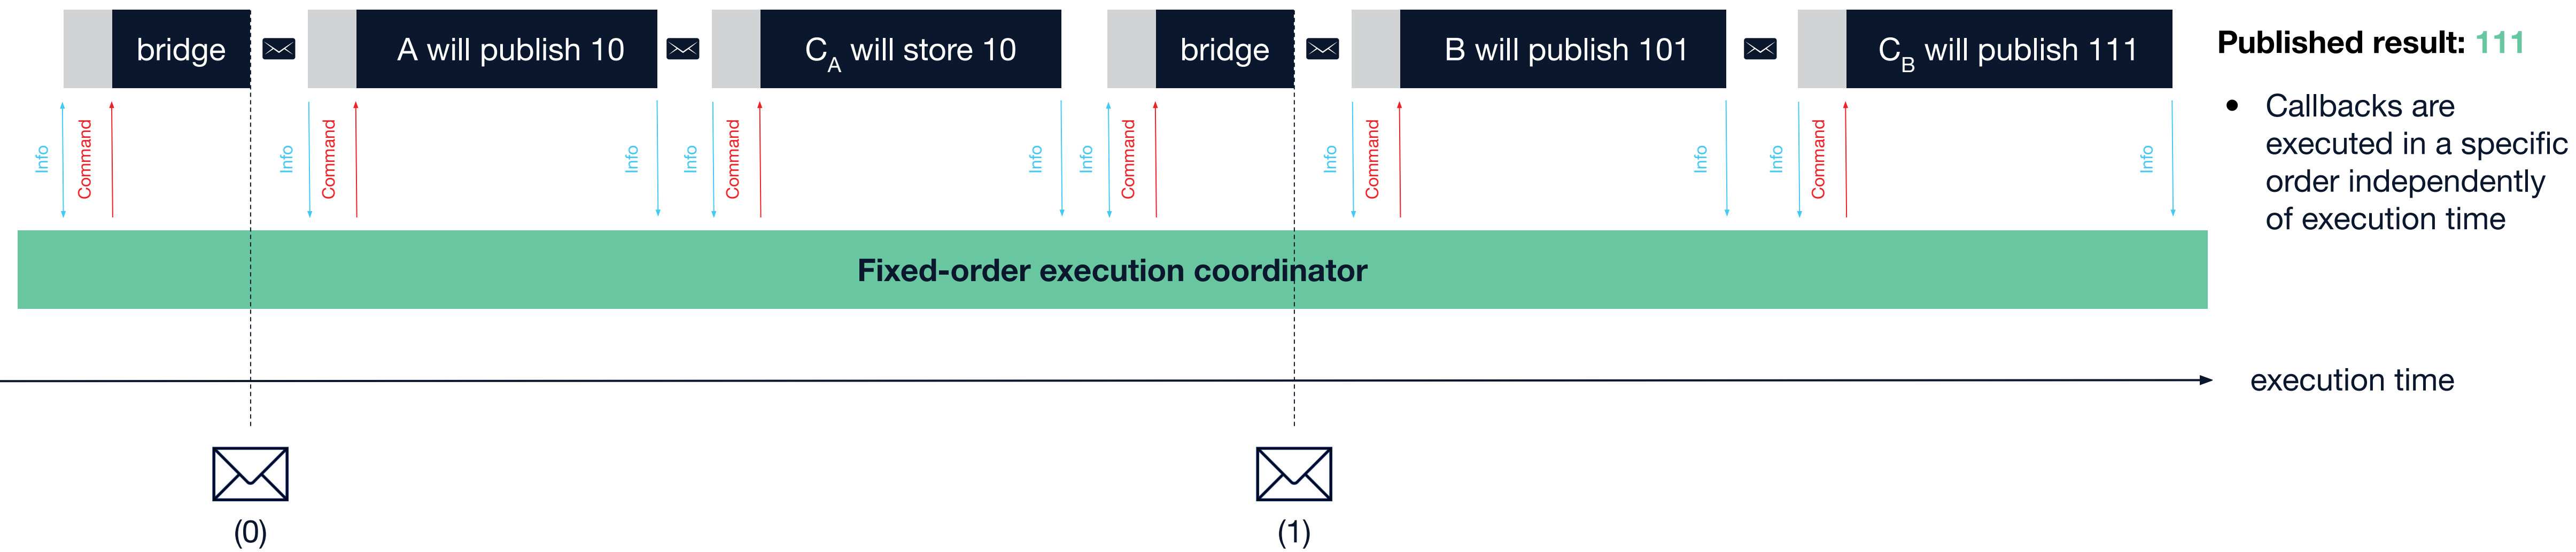 bridge
A will publish 10
CA will store 10
bridge
B will publish 101
CB will publish 111
Published result: 111
• Callbacks are
executed in a specific
order independently
of execution time
Info
Command
Info
Command
Info
Info
Command
Info
Info
Command
Info
Command
Info
Info
Command
Info
Fixed-order execution coordinator
execution time
(0)
(1)